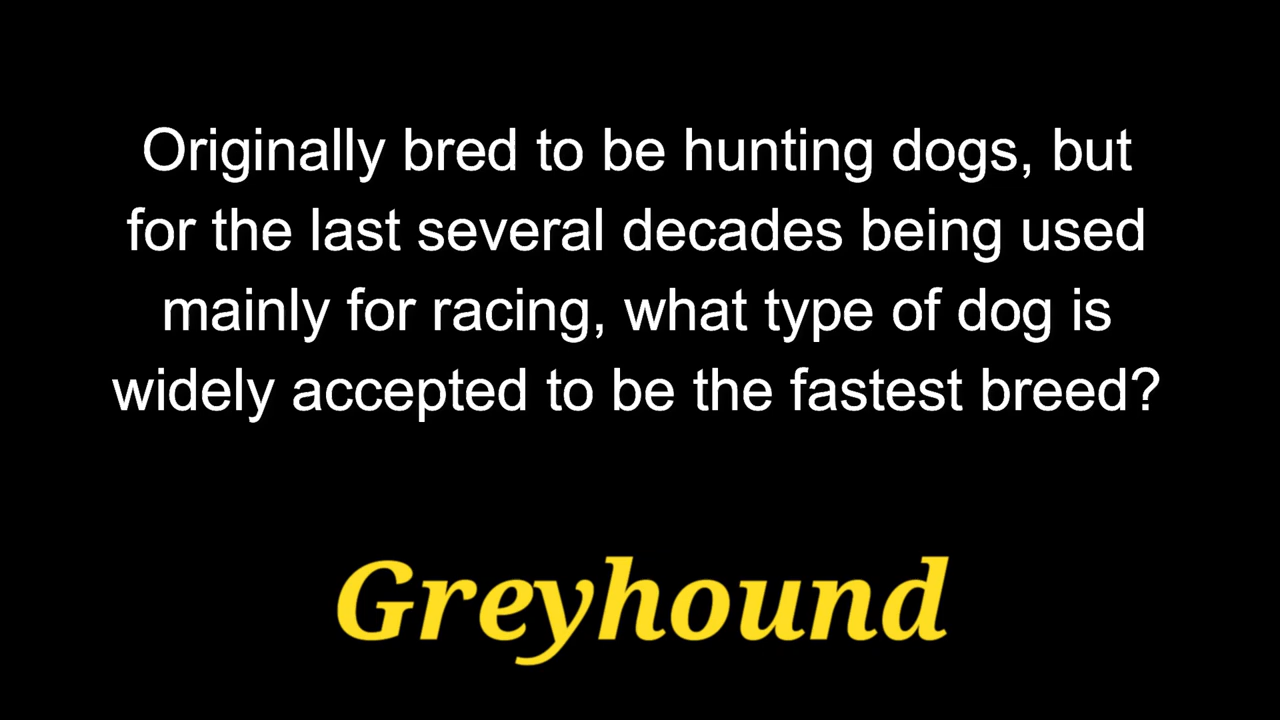 Originally bred to be hunting dogs, but
for the last several decades being used
mainly for racing, what type of dog is
widely accepted to be the fastest breed?
Greyhound